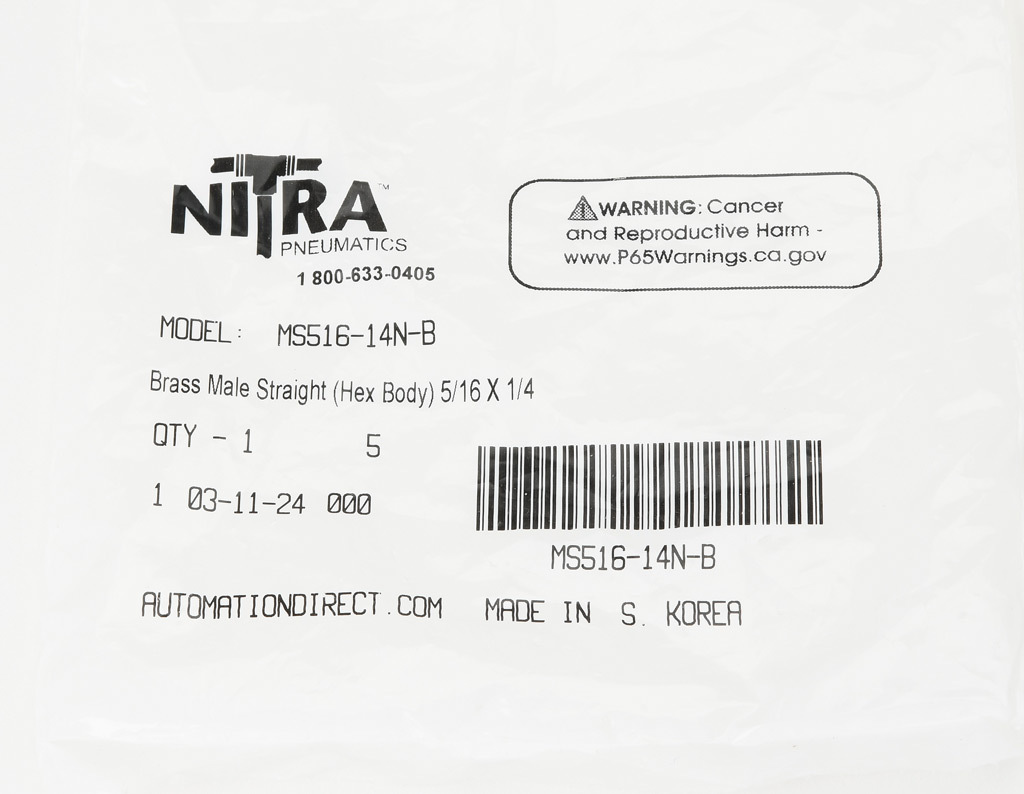 NITRA™
PNEUMATICS
1 800-633-0405
⚠WARNING: Cancer
and Reproductive Harm -
www.P65Warnings.ca.gov
MODEL: MS516-14N-B
Brass Male Straight (Hex Body) 5/16 X 1/4
QTY - 1 5
1 03-11-24 000
MS516-14N-B
AUTOMATIONDIRECT.COM MADE IN S. KOREA